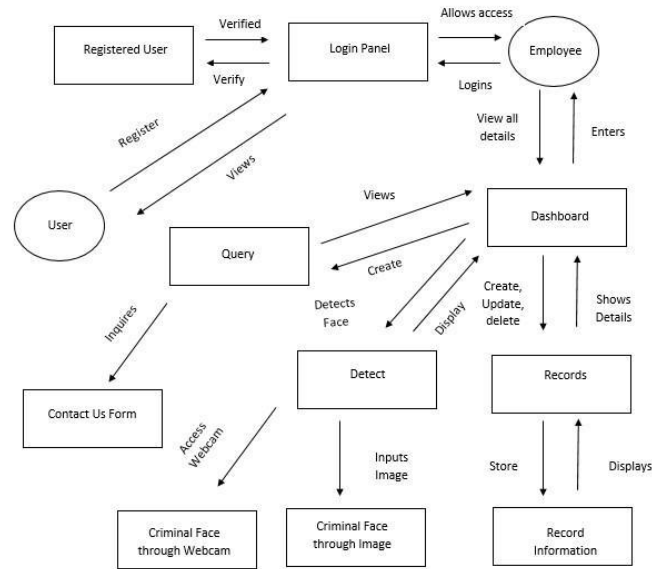 Verified
Allows access
Registered User
Login Panel
Employee
Verify
Logins
View all
details
Enters
Register
Views
User
Views
Dashboard
Query
Create
Detects
Face
Display
Create,
Update,
delete
Shows
Details
Inquires
Contact Us Form
Detect
Records
Access
Webcam
Inputs
Image
Store
Displays
Criminal Face
through Webcam
Criminal Face
through Image
Record
Information